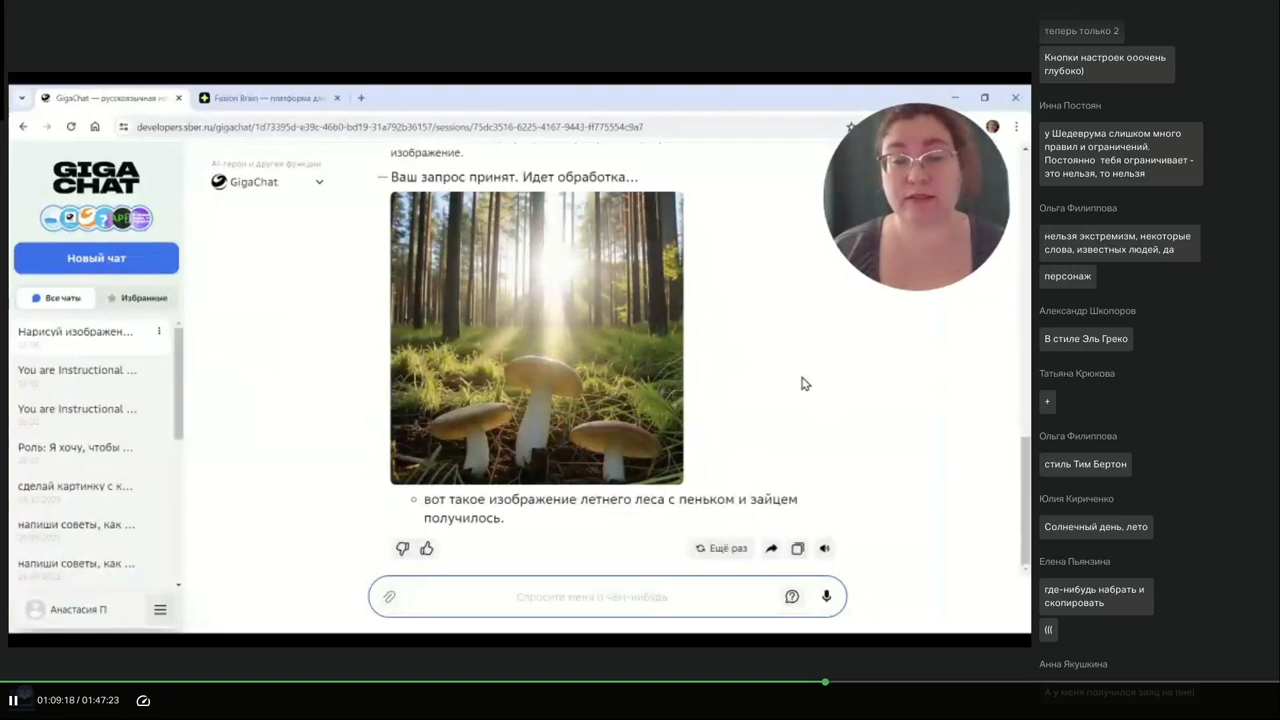 GigaChat — русскоязычная не
Fusion Brain — платформа дл
developers.sber.ru/gigachat/1d73395d-e39c-46b0-bd19-31a792b36157/sessions/75dc3516-6225-4167-9443-ff775554c9a7
GIGA
CHAT
API
Новый чат
Все чаты
Избранные
Нарисуй изображен...
You are Instructional ...
You are Instructional ...
Роль: Я хочу, чтобы ...
сделай картинку с к...
напиши советы, как ...
напиши советы, как ...
Анастасия П
AI-герои и другие функции
GigaChat
изображение.
— Ваш запрос принят. Идет обработка...
вот такое изображение летнего леса с пеньком и зайцем
получилось.
Ещё раз
Спросите меня о чём-нибудь
теперь только 2
Кнопки настроек ооочень
глубоко)
Инна Постоян
у Шедеврума слишком много
правил и ограничений.
Постоянно тебя ограничивает -
это нельзя, то нельзя
Ольга Филиппова
нельзя экстремизм, некоторые
слова, известных людей, да
персонаж
Александр Шкопоров
В стиле Эль Греко
Татьяна Крюкова
+
Ольга Филиппова
стиль Тим Бертон
Юлия Кириченко
Солнечный день, лето
Елена Пьянзина
где-нибудь набрать и
скопировать
(((
Анна Якушкина
А у меня получился заяц на пне)
01:09:18 / 01:47:23